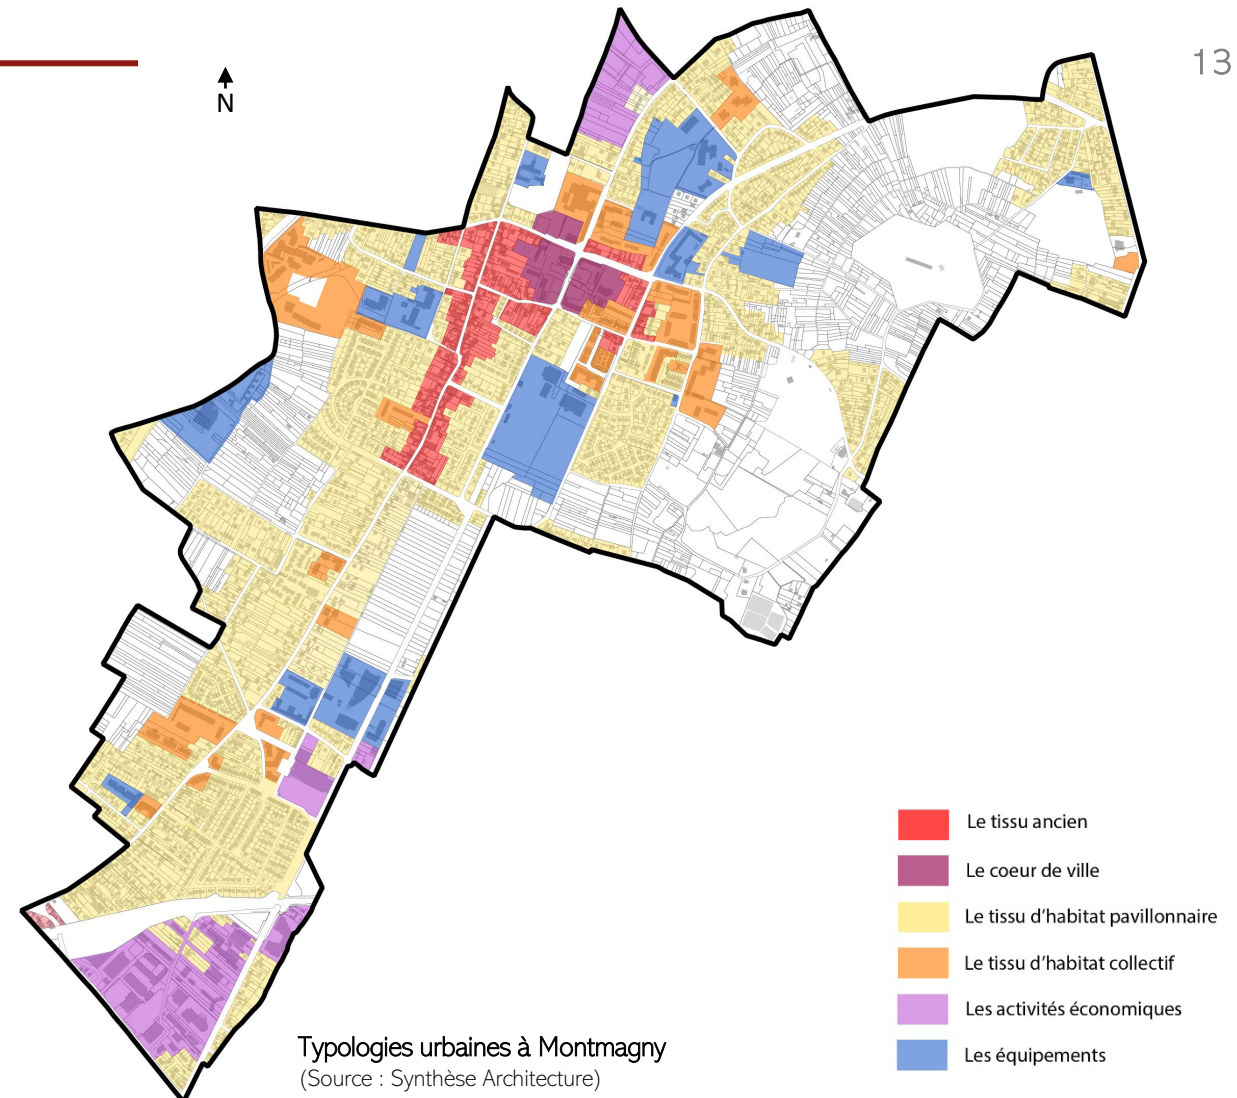 13
N
Le tissu ancien
Le coeur de ville
Le tissu d'habitat pavillonnaire
Le tissu d'habitat collectif
Les activités économiques
Les équipements
Typologies urbaines à Montmagny
(Source : Synthèse Architecture)